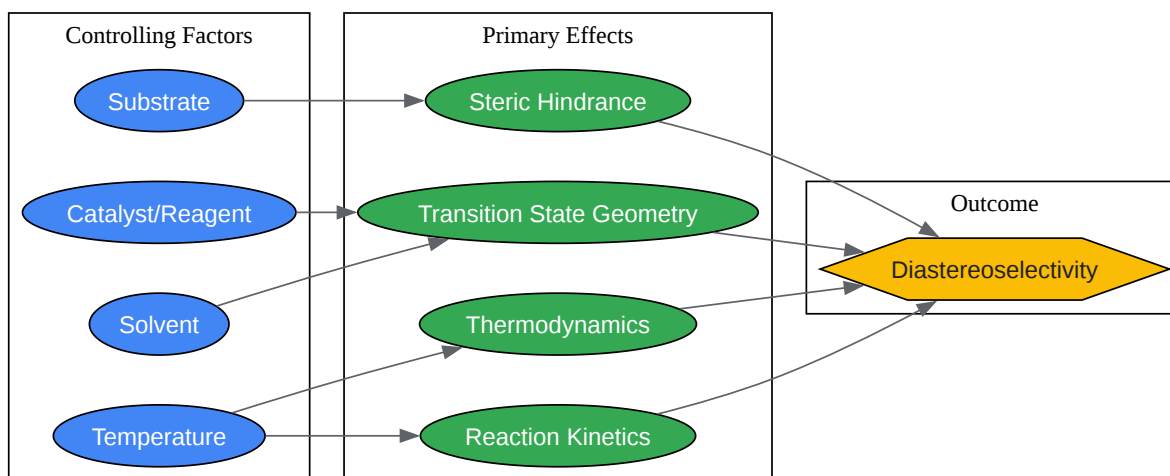 Controlling Factors
Substrate
Catalyst/Reagent
Solvent
Temperature
Primary Effects
Steric Hindrance
Transition State Geometry
Thermodynamics
Reaction Kinetics
Outcome
Diastereoselectivity